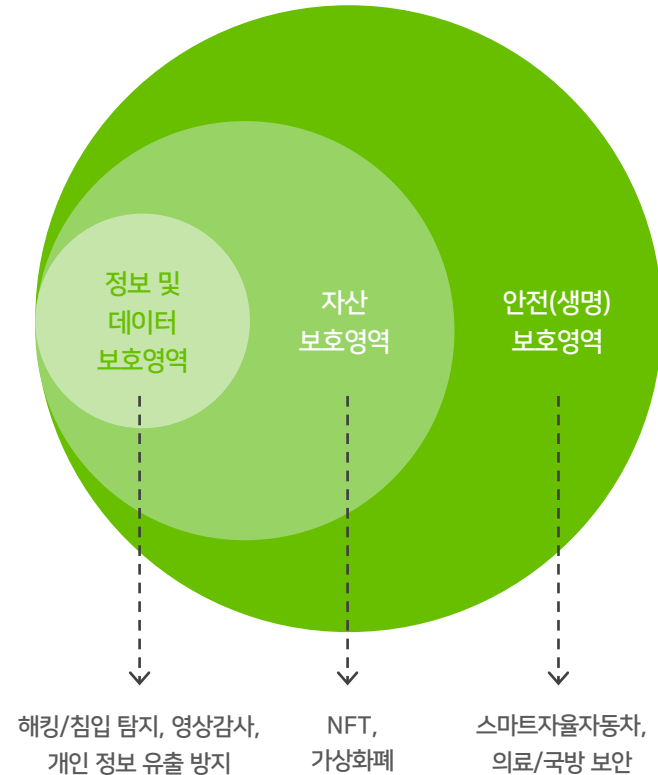 정보 및
데이터
보호영역
자산
보호영역
안전(생명)
보호영역
해킹/침입 탐지, 영상감사,
개인 정보 유출 방지
NFT,
가상화폐
스마트자율자동차,
의료/국방 보안